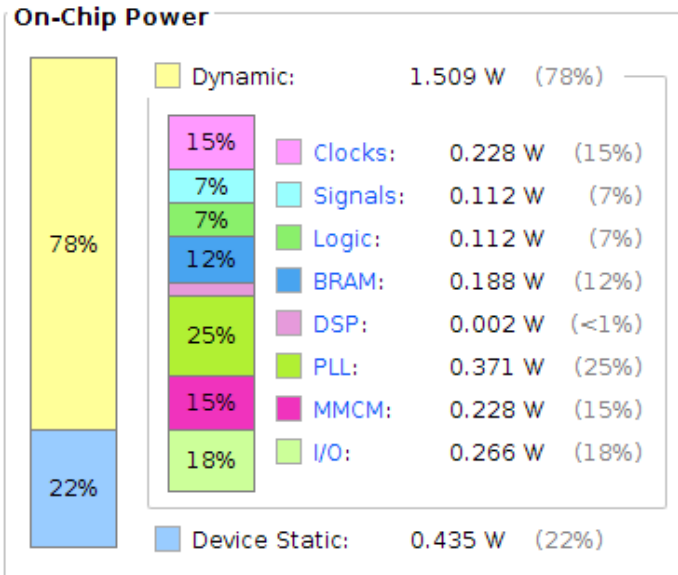 On-Chip Power
Dynamic: 1.509 W (78%)
15% Clocks: 0.228 W (15%)
7% Signals: 0.112 W (7%)
7% Logic: 0.112 W (7%)
78% 12% BRAM: 0.188 W (12%)
DSP: 0.002 W (<1%)
25% PLL: 0.371 W (25%)
15% MMCM: 0.228 W (15%)
18% I/O: 0.266 W (18%)
22%
Device Static: 0.435 W (22%)